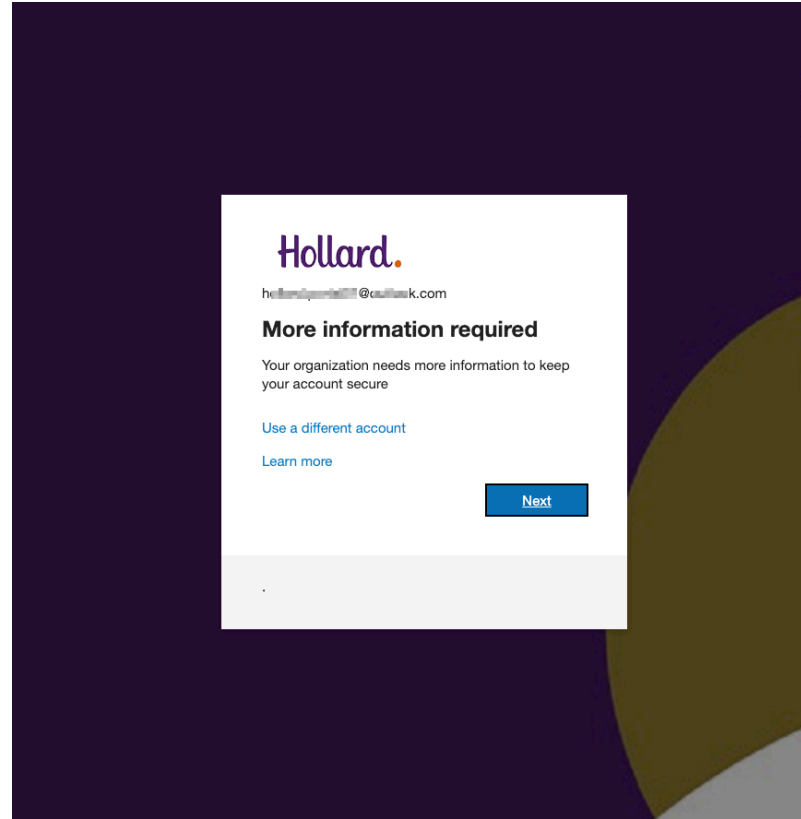 Hollard.
More information required
Your organization needs more information to keep
your account secure
Use a different account
Learn more
Next
.